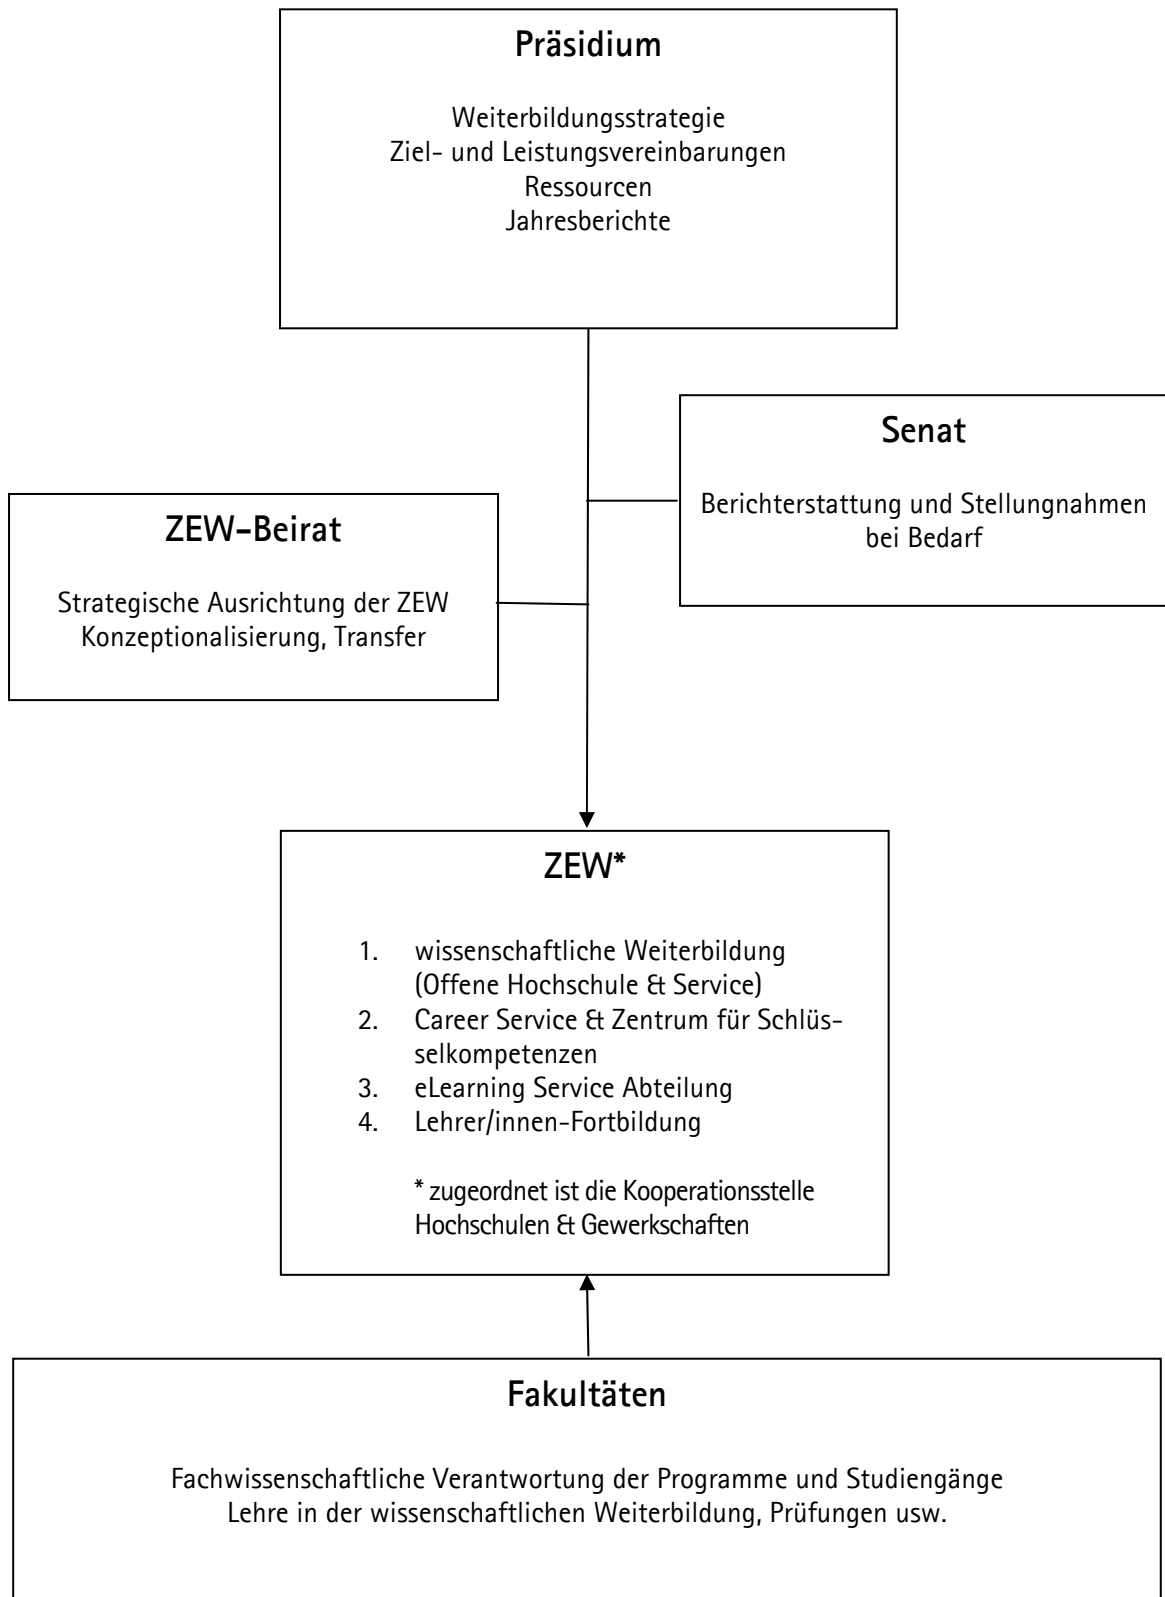 Präsidium
Weiterbildungsstrategie
Ziel- und Leistungsvereinbarungen
Ressourcen
Jahresberichte
Senat
Berichterstattung und Stellungnahmen
bei Bedarf
ZEW-Beirat
Strategische Ausrichtung der ZEW
Konzeptionalisierung, Transfer
ZEW*
1. wissenschaftliche Weiterbildung
(Offene Hochschule & Service)
2. Career Service & Zentrum für Schlüs-
selkompetenzen
3. eLearning Service Abteilung
4. Lehrer/innen-Fortbildung
* zugeordnet ist die Kooperationsstelle
Hochschulen & Gewerkschaften
Fakultäten
Fachwissenschaftliche Verantwortung der Programme und Studiengänge
Lehre in der wissenschaftlichen Weiterbildung, Prüfungen usw.